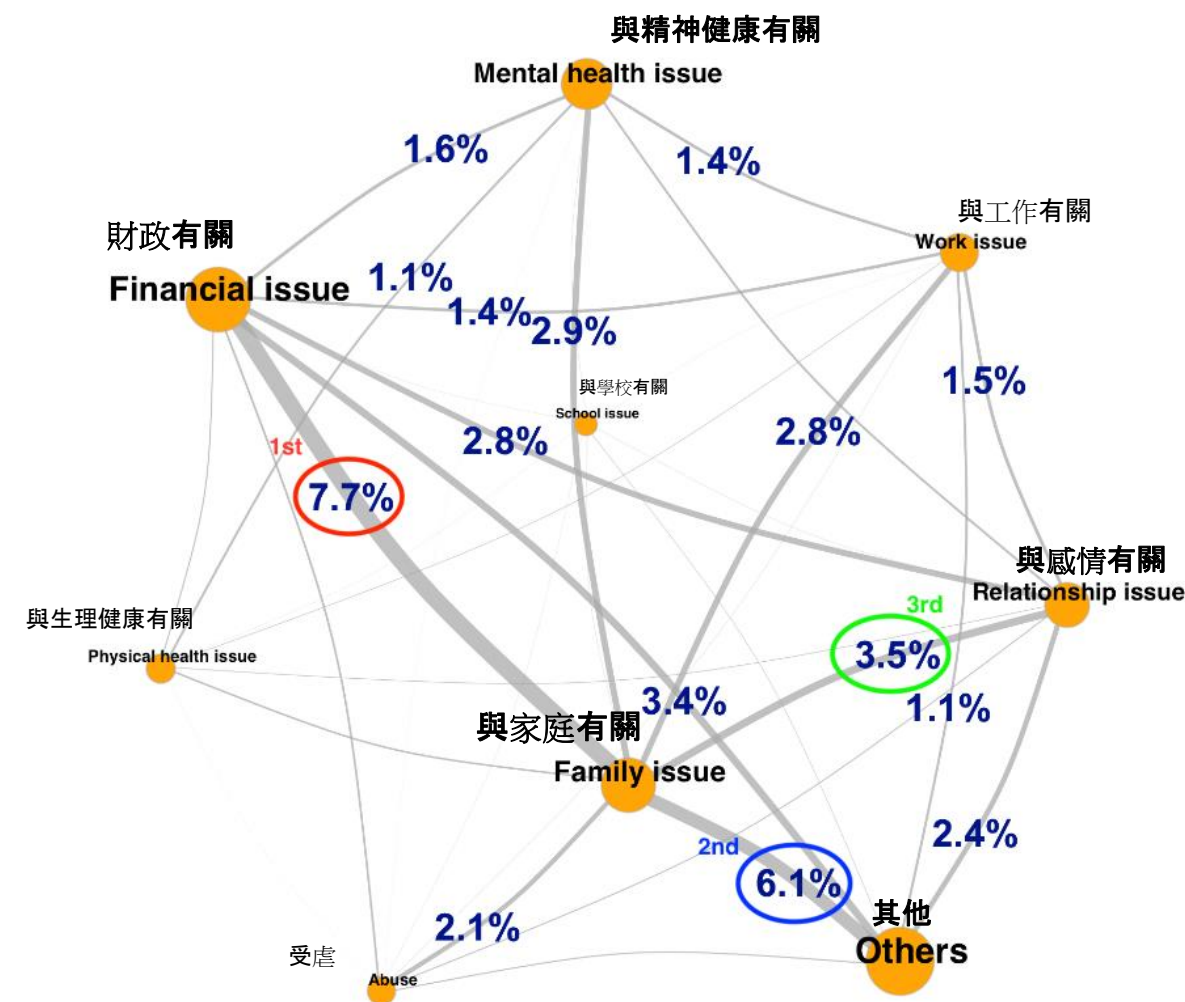 與精神健康有關
Mental health issue
1.6%
1.4%
與工作有關
Work issue
財政有關
Financial issue
1.1%
1.4%
2.9%
1.5%
與學校有關
School issue
2.8%
2.8%
1st
7.7%
與感情有關
Relationship issue
3rd
3.5%
與生理健康有關
Physical health issue
3.4%
1.1%
與家庭有關
Family issue
2nd
6.1%
2.4%
2.1%
其他
Others
受虐
Abuse